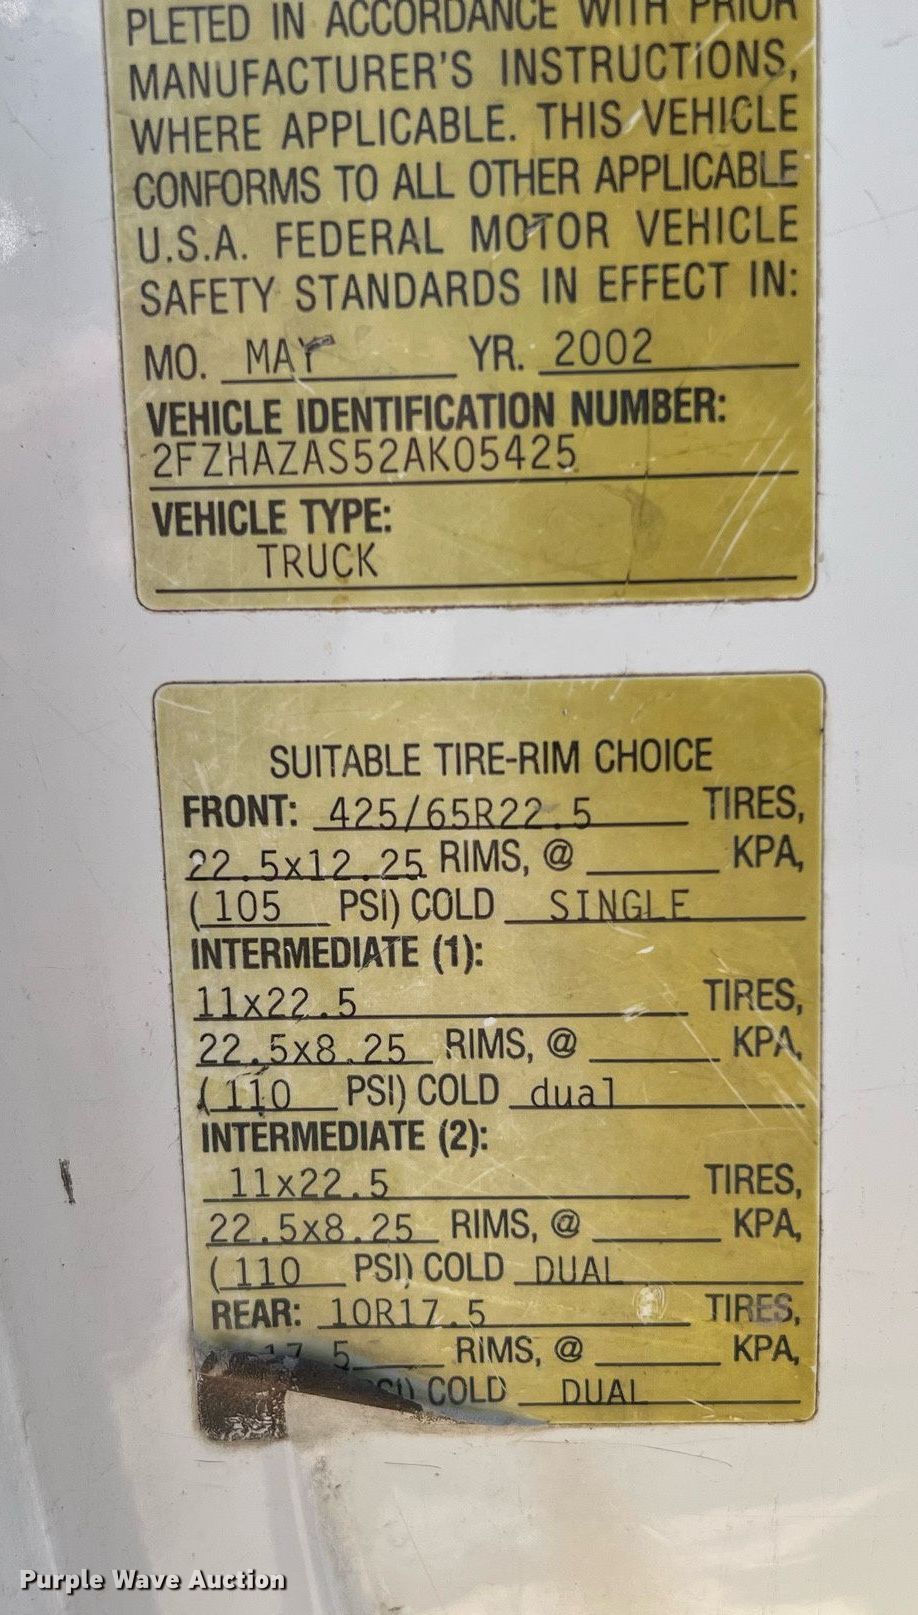 PLETED IN ACCORDANCE WITH PRIOR
MANUFACTURER'S INSTRUCTIONS,
WHERE APPLICABLE. THIS VEHICLE
CONFORMS TO ALL OTHER APPLICABLE
U.S.A. FEDERAL MOTOR VEHICLE
SAFETY STANDARDS IN EFFECT IN:
MO. MAY YR. 2002
VEHICLE IDENTIFICATION NUMBER:
2FZHAZAS52AK05425
VEHICLE TYPE:
TRUCK
SUITABLE TIRE-RIM CHOICE
FRONT: 425/65R22.5 TIRES,
22.5x12.25 RIMS, @ KPA,
(105 PSI) COLD SINGLE
INTERMEDIATE (1):
11x22.5 TIRES,
22.5x8.25 RIMS, @ KPA,
(110 PSI) COLD dual
INTERMEDIATE (2):
11x22.5 TIRES,
22.5x8.25 RIMS, @ KPA,
(110 PSI) COLD DUAL
REAR: 10R17.5 TIRES,
17 5 RIMS, @ KPA,
COLD DUAL
Purple Wave Auction